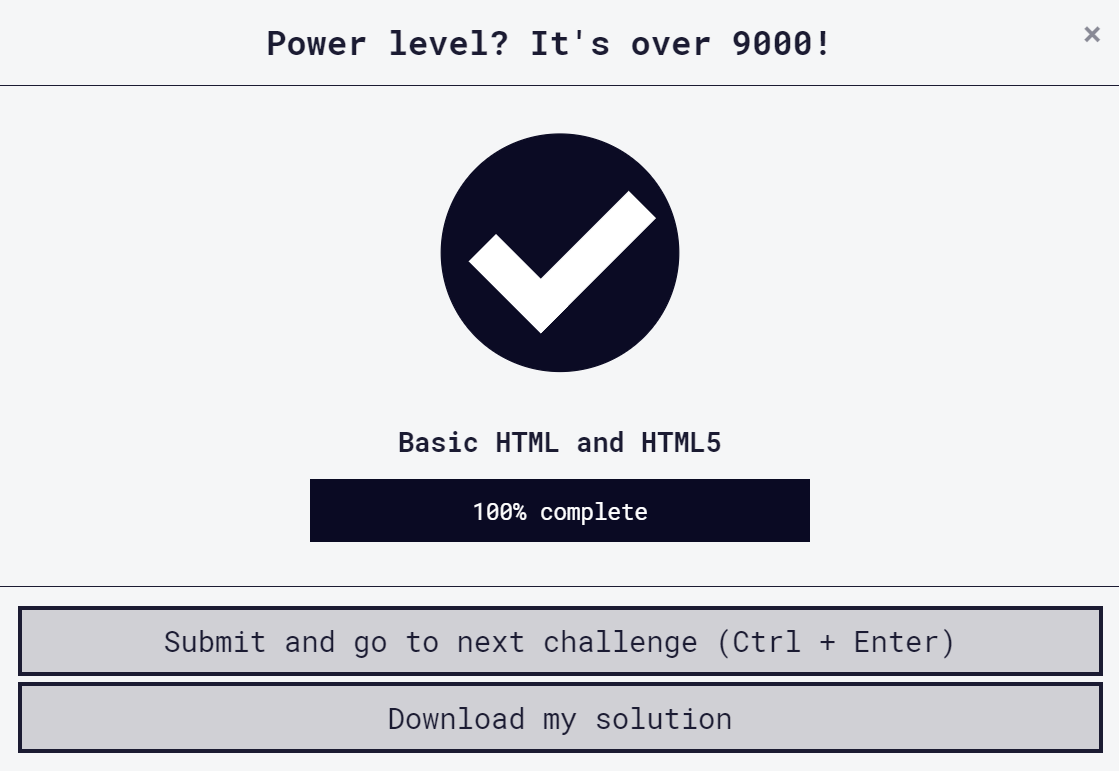 Power level? It's over 9000!
×
Basic HTML and HTML5
100% complete
Submit and go to next challenge (Ctrl + Enter)
Download my solution